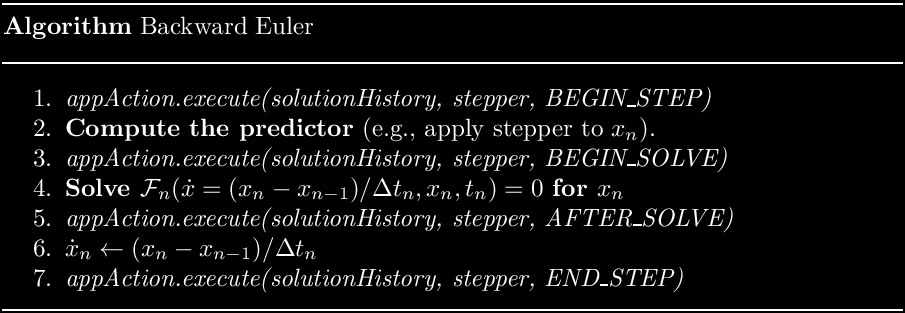 Algorithm Backward Euler
1. appAction.execute(solutionHistory, stepper, BEGIN_STEP)
2. Compute the predictor (e.g., apply stepper to xₙ).
3. appAction.execute(solutionHistory, stepper, BEGIN_SOLVE)
4. Solve ℱₙ(ẋ = (xₙ − xₙ₋₁)/Δtₙ, xₙ, tₙ) = 0 for xₙ
5. appAction.execute(solutionHistory, stepper, AFTER_SOLVE)
6. ẋₙ ← (xₙ − xₙ₋₁)/Δtₙ
7. appAction.execute(solutionHistory, stepper, END_STEP)